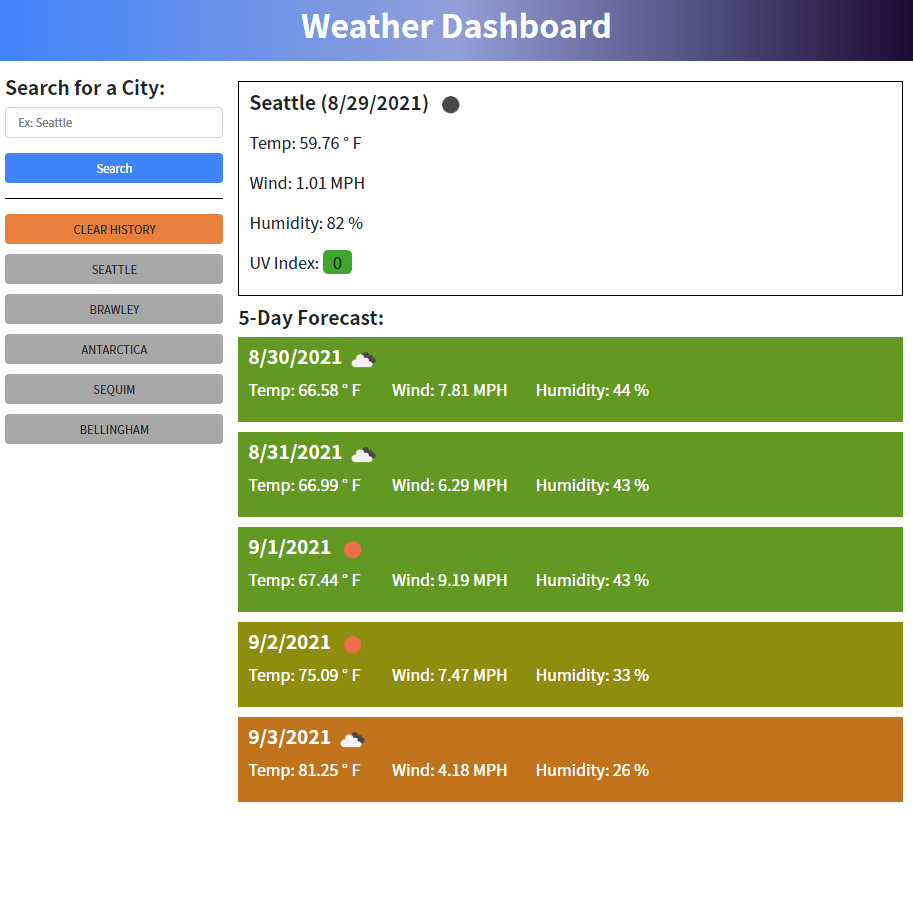 Weather Dashboard
Search for a City:
Ex: Seattle
Search
CLEAR HISTORY
SEATTLE
BRAWLEY
ANTARCTICA
SEQUIM
BELLINGHAM
Seattle (8/29/2021)
Temp: 59.76 ° F
Wind: 1.01 MPH
Humidity: 82 %
UV Index: 0
5-Day Forecast:
8/30/2021
Temp: 66.58 ° F Wind: 7.81 MPH Humidity: 44 %
8/31/2021
Temp: 66.99 ° F Wind: 6.29 MPH Humidity: 43 %
9/1/2021
Temp: 67.44 ° F Wind: 9.19 MPH Humidity: 43 %
9/2/2021
Temp: 75.09 ° F Wind: 7.47 MPH Humidity: 33 %
9/3/2021
Temp: 81.25 ° F Wind: 4.18 MPH Humidity: 26 %